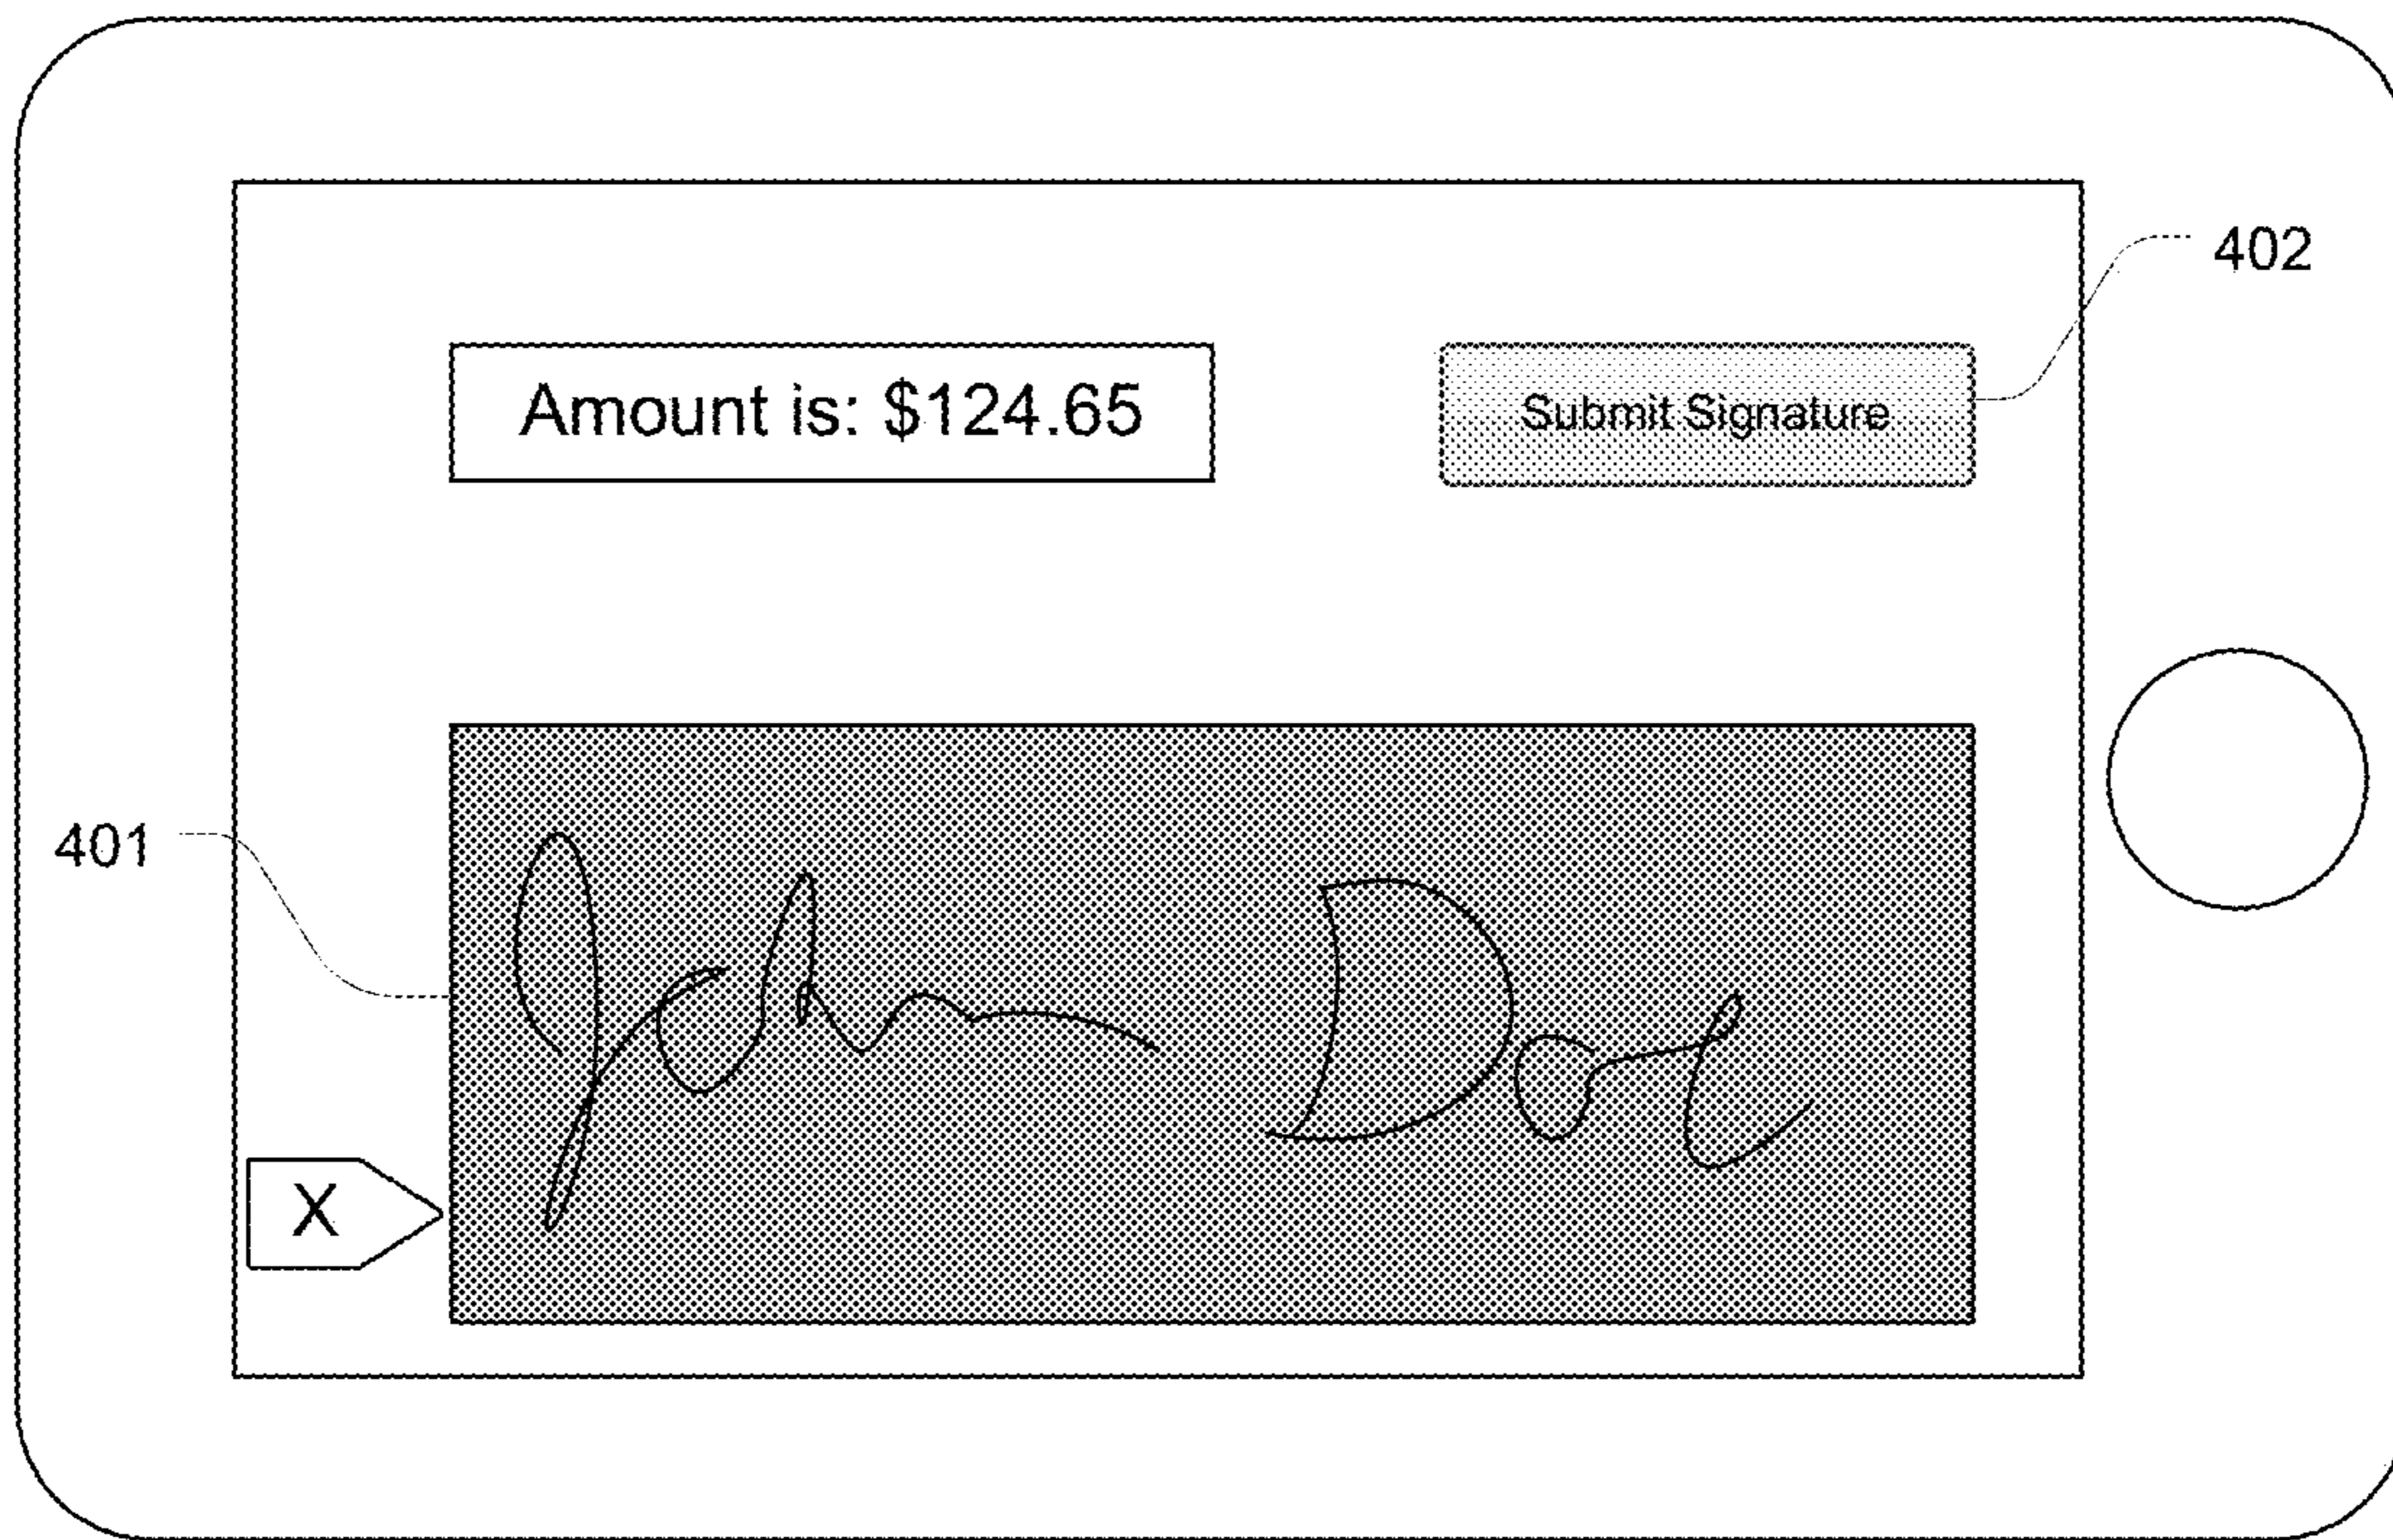 402
Amount is: $124.65
Submit Signature
401
John Doe
X